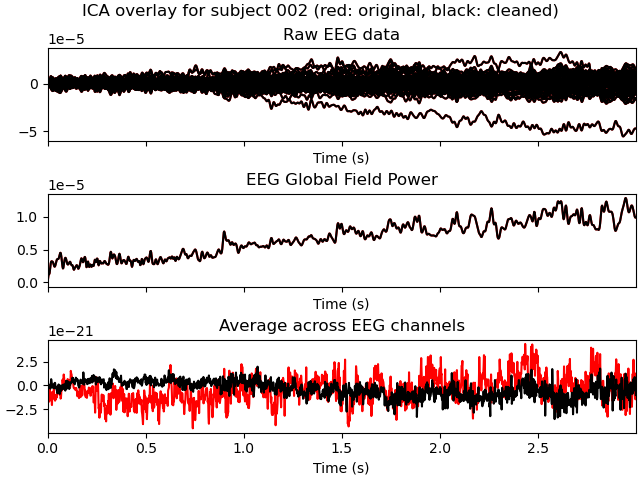 ICA overlay for subject 002 (red: original, black: cleaned)
Raw EEG data
1e−5
0
−5
Time (s)
EEG Global Field Power
1e−5
1.0
0.5
0.0
Time (s)
Average across EEG channels
1e−21
2.5
0.0
−2.5
0.0 0.5 1.0 1.5 2.0 2.5
Time (s)